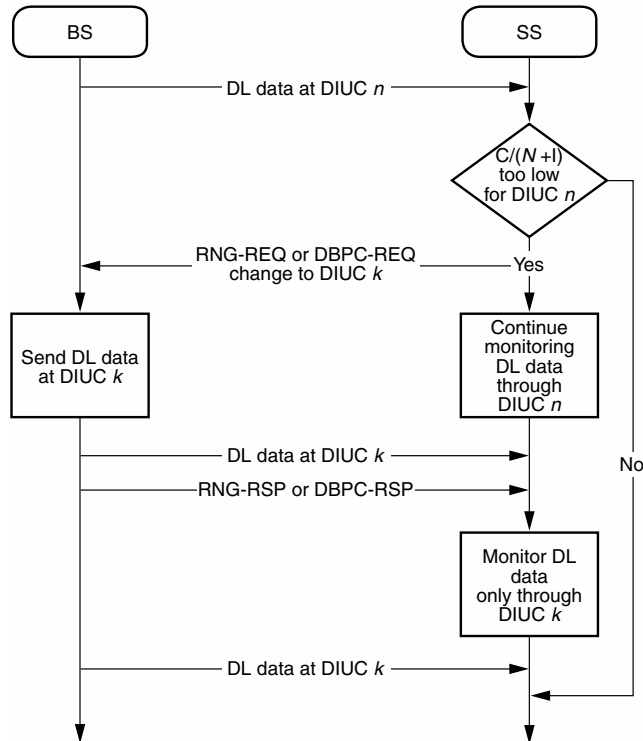 BS
SS
DL data at DIUC n
C/(N +I)
too low
for DIUC n
RNG-REQ or DBPC-REQ
change to DIUC k
Yes
Send DL data
at DIUC k
Continue
monitoring
DL data
through
DIUC n
DL data at DIUC k
No
RNG-RSP or DBPC-RSP
Monitor DL
data
only through
DIUC k
DL data at DIUC k